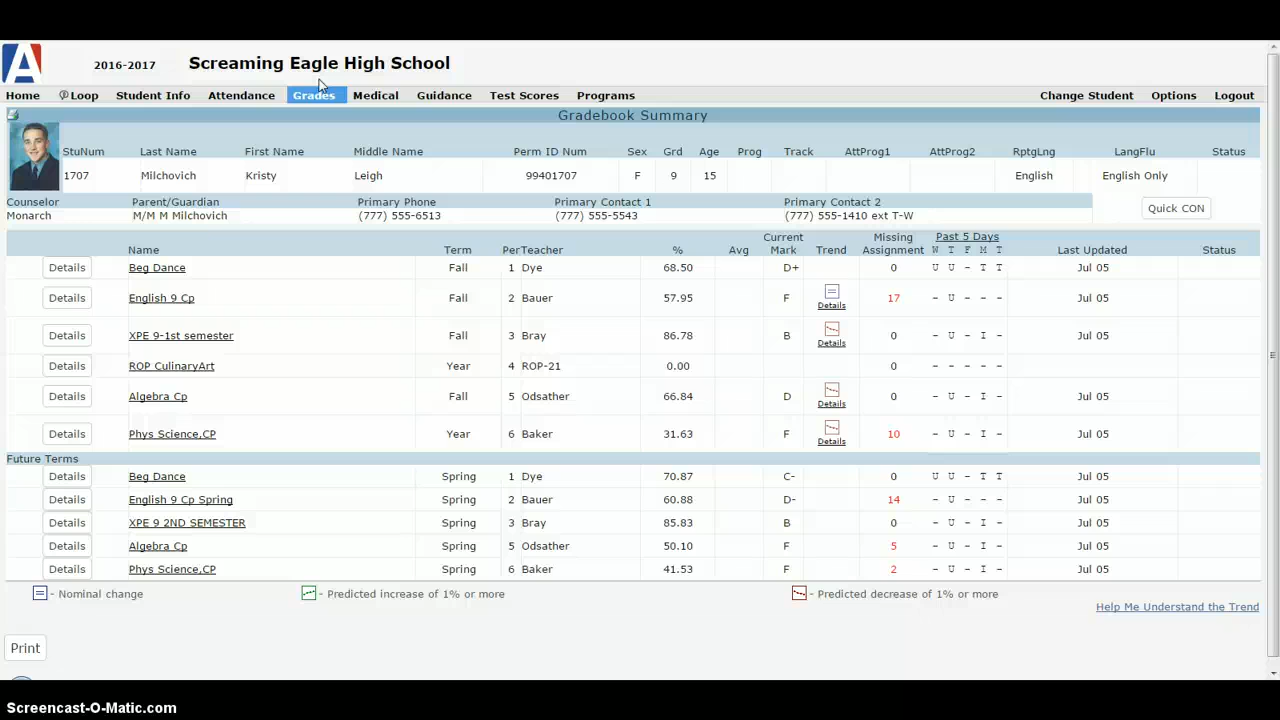 2016-2017 Screaming Eagle High School
Home Loop Student Info Attendance Grades Medical Guidance Test Scores Programs Change Student Options Logout
Gradebook Summary
StuNum Last Name First Name Middle Name Perm ID Num Sex Grd Age Prog Track AttProg1 AttProg2 RptgLng LangFlu Status
1707 Milchovich Kristy Leigh 99401707 F 9 15 English English Only
Counselor Parent/Guardian Primary Phone Primary Contact 1 Primary Contact 2
Monarch M/M M Milchovich (777) 555-6513 (777) 555-5543 (777) 555-1410 ext T-W Quick CON
Current Missing Past 5 Days
Name Term Per Teacher % Avg Mark Trend Assignment W T F M T Last Updated Status
Details Beg Dance Fall 1 Dye 68.50 D+ 0 U U - T T Jul 05
Details English 9 Cp Fall 2 Bauer 57.95 F Details 17 - U - - - Jul 05
Details XPE 9-1st semester Fall 3 Bray 86.78 B Details 0 - U - I - Jul 05
Details ROP CulinaryArt Year 4 ROP-21 0.00 0 - - - - -
Details Algebra Cp Fall 5 Odsather 66.84 D Details 0 - U - I - Jul 05
Details Phys Science,CP Year 6 Baker 31.63 F Details 10 - U - I - Jul 05
Future Terms
Details Beg Dance Spring 1 Dye 70.87 C- 0 U U - T T Jul 05
Details English 9 Cp Spring Spring 2 Bauer 60.88 D- 14 - U - - - Jul 05
Details XPE 9 2ND SEMESTER Spring 3 Bray 85.83 B 0 - U - I - Jul 05
Details Algebra Cp Spring 5 Odsather 50.10 F 5 - U - I - Jul 05
Details Phys Science,CP Spring 6 Baker 41.53 F 2 - U - I - Jul 05
- Nominal change - Predicted increase of 1% or more - Predicted decrease of 1% or more
Help Me Understand the Trend
Print
Screencast-O-Matic.com